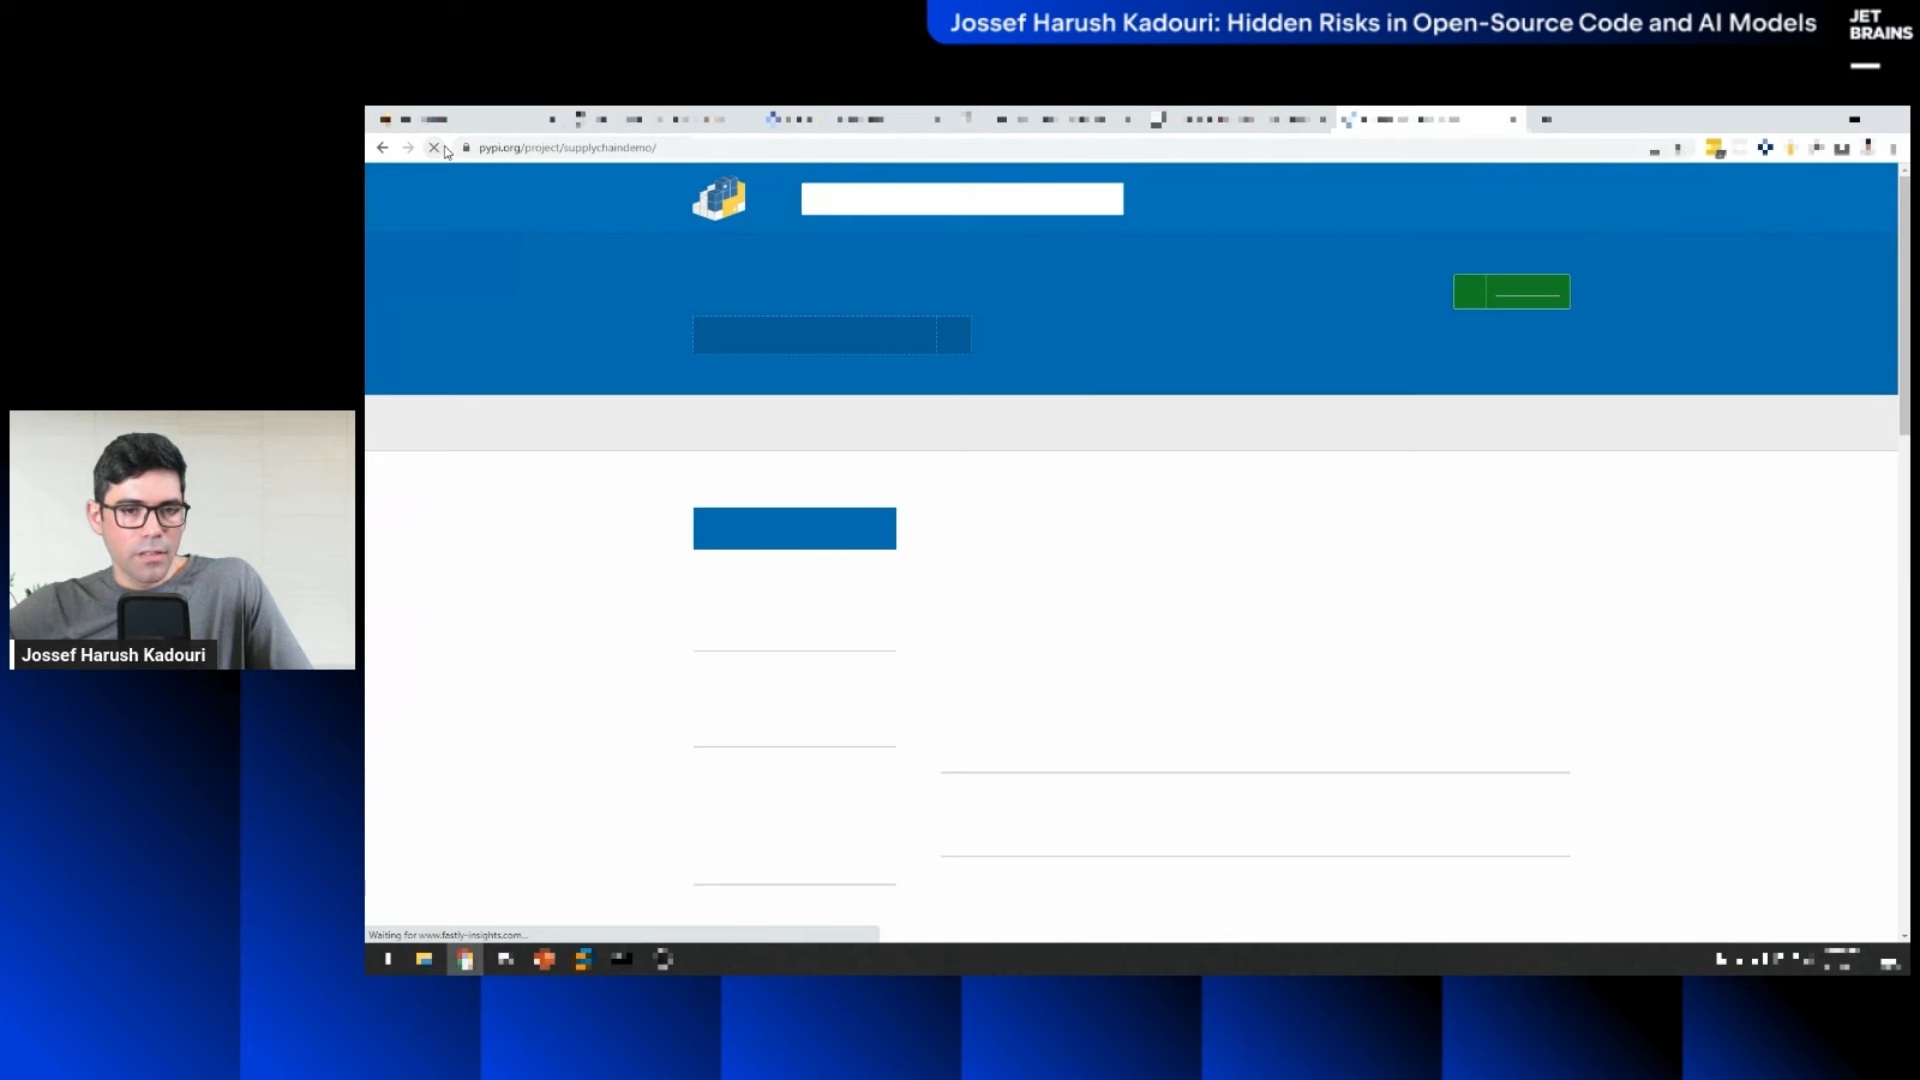 Jossef Harush Kadouri: Hidden Risks in Open-Source Code and AI Models
JET
BRAINS
pypi.org/project/supplychaindemo/
Jossef Harush Kadouri
Waiting for www.fastly-insights.com...